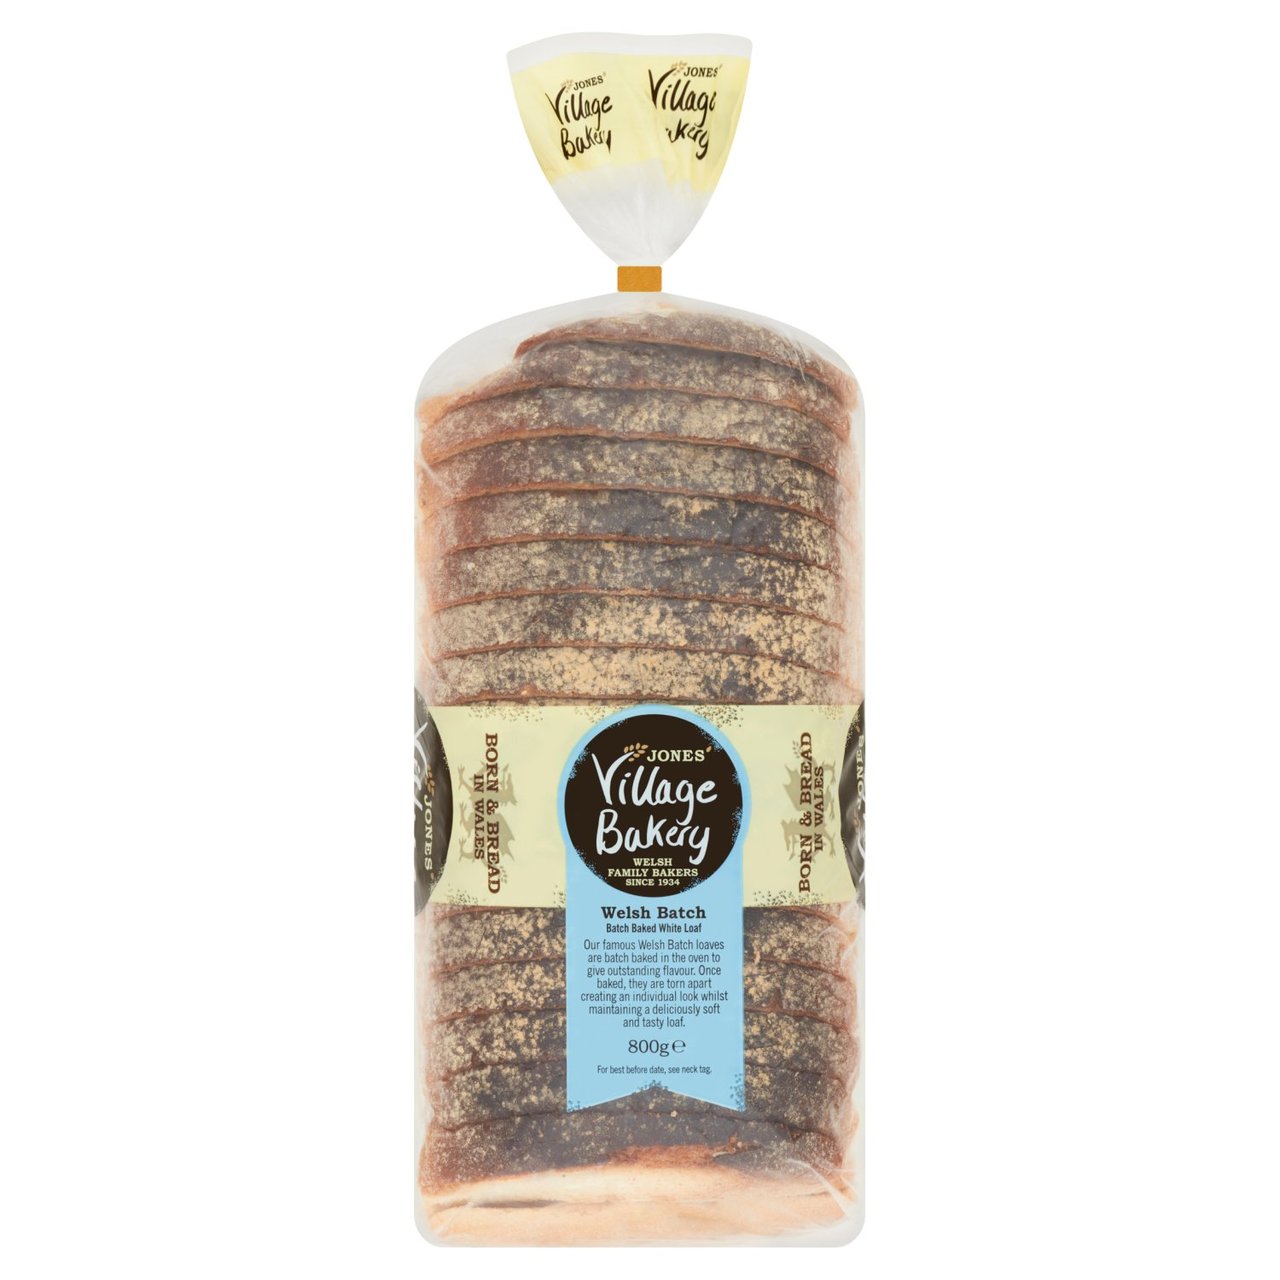 JONES'
Village
Bakery
JONES'
Village
Bakery
BORN & BREAD
IN WALES
JONES'
JONES'
Village
Bakery
WELSH
FAMILY BAKERS
SINCE 1934
BORN & BREAD
IN WALES
JONES
Welsh Batch
Batch Baked White Loaf
Our famous Welsh Batch loaves
are batch baked in the oven to
give outstanding flavour. Once
baked, they are torn apart
creating an individual look whilst
maintaining a deliciously soft
and tasty loaf.
800g ℮
For best before date, see neck tag.